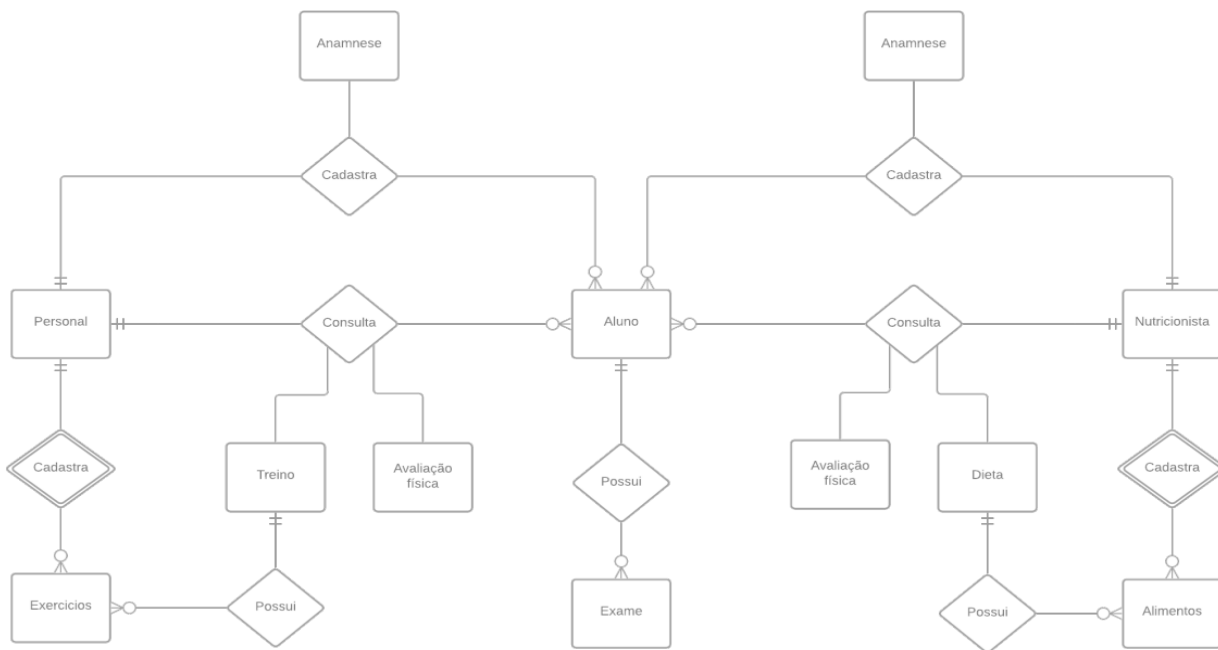 Anamnese
Anamnese
Cadastra
Cadastra
Personal
Consulta
Aluno
Consulta
Nutricionista
Cadastra
Treino
Avaliação
física
Possui
Avaliação
física
Dieta
Cadastra
Exercicios
Possui
Exame
Possui
Alimentos